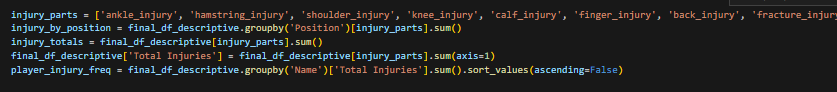 injury_parts = ['ankle_injury', 'hamstring_injury', 'shoulder_injury', 'knee_injury', 'calf_injury', 'finger_injury', 'back_injury', 'fracture_injury
injury_by_position = final_df_descriptive.groupby('Position')[injury_parts].sum()
injury_totals = final_df_descriptive[injury_parts].sum()
final_df_descriptive['Total Injuries'] = final_df_descriptive[injury_parts].sum(axis=1)
player_injury_freq = final_df_descriptive.groupby('Name')['Total Injuries'].sum().sort_values(ascending=False)